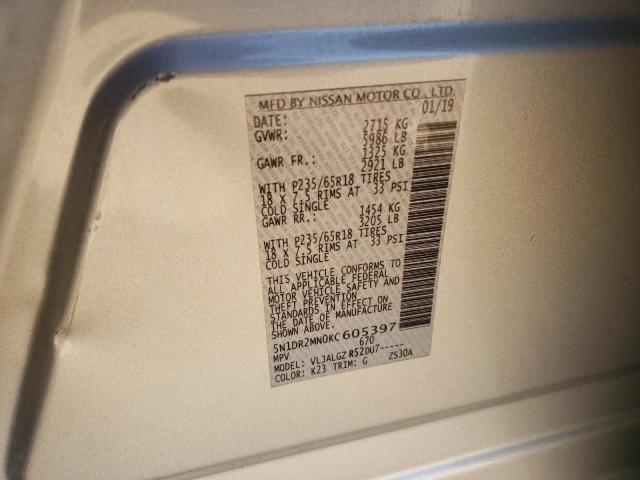 MFD BY NISSAN MOTOR CO., LTD.
DATE: 01/19
GVWR: 2715 KG
5986 LB
GAWR FR.: 1325 KG
2921 LB
WITH P235/65R18 TIRES
18 X 7.5 RIMS AT 33 PSI
COLD SINGLE
GAWR RR.: 1454 KG
3205 LB
WITH P235/65R18 TIRES
18 X 7.5 RIMS AT 33 PSI
COLD SINGLE
THIS VEHICLE CONFORMS TO
ALL APPLICABLE FEDERAL
MOTOR VEHICLE SAFETY AND
THEFT PREVENTION
STANDARDS IN EFFECT ON
THE DATE OF MANUFACTURE
SHOWN ABOVE.
5N1DR2MN0KC605397
MPV 670
MODEL: VLJALGZ R52DU7-----
COLOR: K23 TRIM: G ZS30A